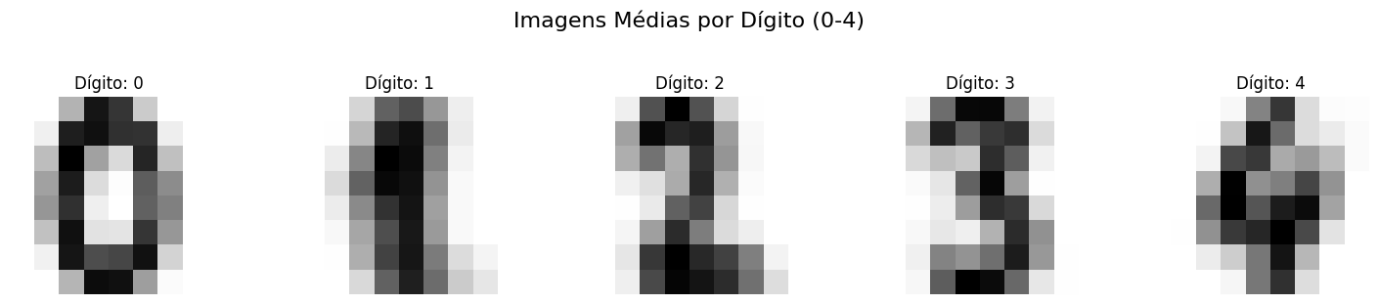 Imagens Médias por Dígito (0-4)
Dígito: 0
Dígito: 1
Dígito: 2
Dígito: 3
Dígito: 4